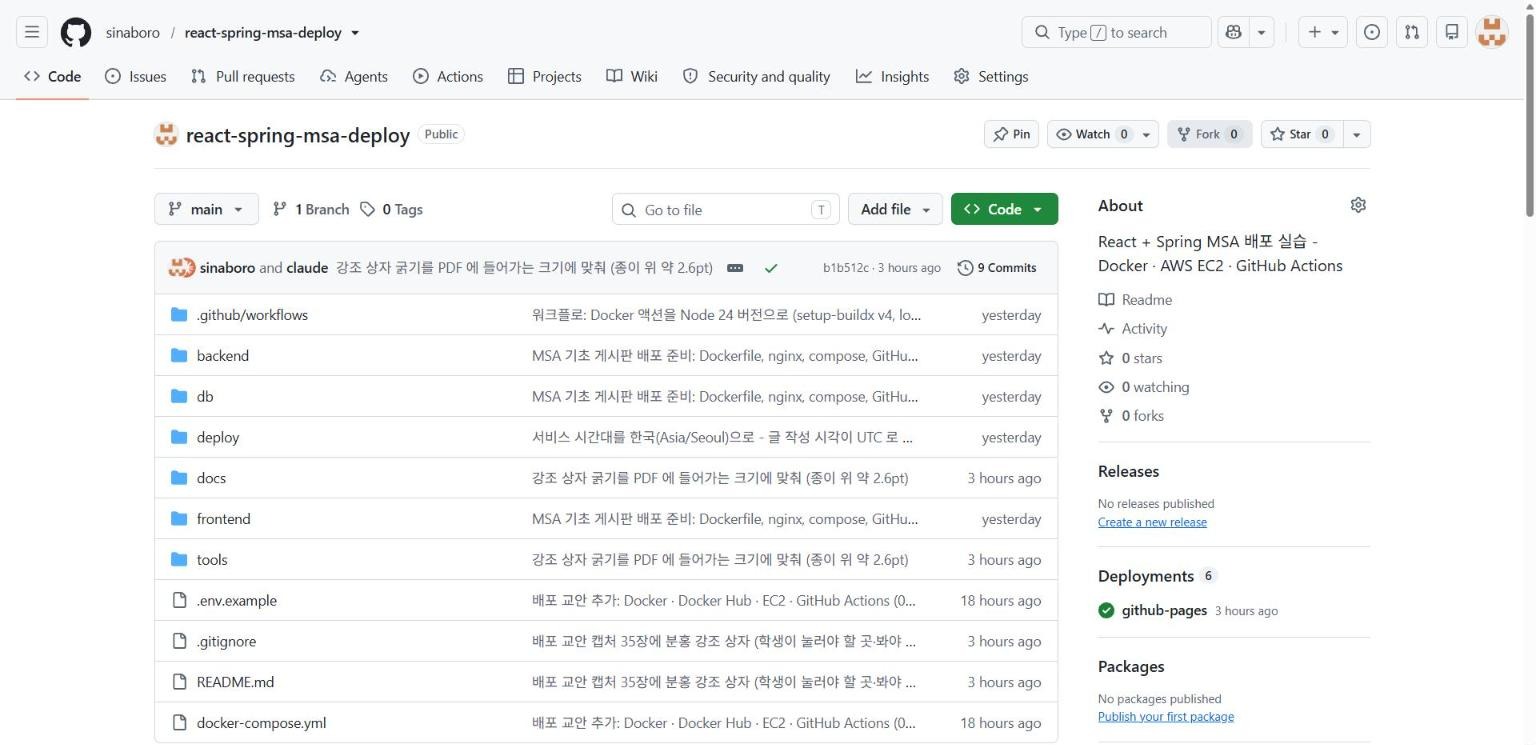 sinaboro / react-spring-msa-deploy
Type / to search
Code Issues Pull requests Agents Actions Projects Wiki Security and quality Insights Settings
react-spring-msa-deploy Public
Pin Watch 0 Fork 0 Star 0
main 1 Branch 0 Tags
Go to file T
Add file
Code
sinaboro and claude 강조 상자 굵기를 PDF 에 들어가는 크기에 맞춰 (종이 위 약 2.6pt) b1b512c · 3 hours ago 9 Commits
.github/workflows 워크플로: Docker 액션을 Node 24 버전으로 (setup-buildx v4, lo... yesterday
backend MSA 기초 게시판 배포 준비: Dockerfile, nginx, compose, GitHu... yesterday
db MSA 기초 게시판 배포 준비: Dockerfile, nginx, compose, GitHu... yesterday
deploy 서비스 시간대를 한국(Asia/Seoul)으로 - 글 작성 시각이 UTC 로 ... yesterday
docs 강조 상자 굵기를 PDF 에 들어가는 크기에 맞춰 (종이 위 약 2.6pt) 3 hours ago
frontend MSA 기초 게시판 배포 준비: Dockerfile, nginx, compose, GitHu... yesterday
tools 강조 상자 굵기를 PDF 에 들어가는 크기에 맞춰 (종이 위 약 2.6pt) 3 hours ago
.env.example 배포 교안 추가: Docker · Docker Hub · EC2 · GitHub Actions (0... 18 hours ago
.gitignore 배포 교안 캡처 35장에 분홍 강조 상자 (학생이 눌러야 할 곳·봐야 ... 3 hours ago
README.md 배포 교안 캡처 35장에 분홍 강조 상자 (학생이 눌러야 할 곳·봐야 ... 3 hours ago
docker-compose.yml 배포 교안 추가: Docker · Docker Hub · EC2 · GitHub Actions (0... 18 hours ago
About
React + Spring MSA 배포 실습 -
Docker · AWS EC2 · GitHub Actions
Readme
Activity
0 stars
0 watching
0 forks
Releases
No releases published
Create a new release
Deployments 6
github-pages 3 hours ago
Packages
No packages published
Publish your first package